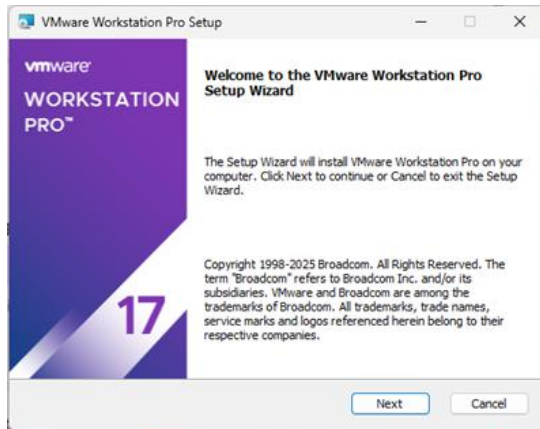 VMware Workstation Pro Setup
vmware
WORKSTATION
PRO™
17
Welcome to the VMware Workstation Pro
Setup Wizard
The Setup Wizard will install VMware Workstation Pro on your
computer. Click Next to continue or Cancel to exit the Setup
Wizard.
Copyright 1998-2025 Broadcom. All Rights Reserved. The
term "Broadcom" refers to Broadcom Inc. and/or its
subsidiaries. VMware and Broadcom are among the
trademarks of Broadcom. All trademarks, trade names,
service marks and logos referenced herein belong to their
respective companies.
Next
Cancel